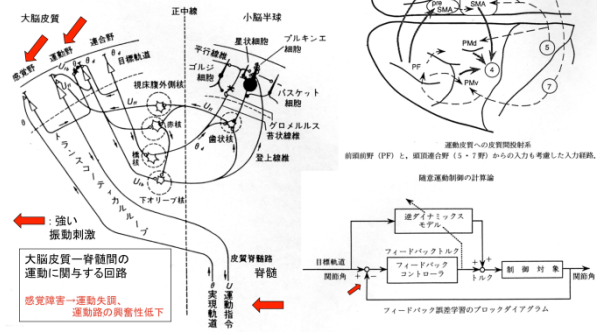 大脳皮質
正中線
小脳半球
感覚野
運動野
連合野
θd
目標軌道
平行線維
星状細胞
プルキンエ
細胞
ゴルジ
細胞
バスケット
細胞
グロメルルス
苔状線維
登上線維
視床腹外側核
赤核
歯状核
橋核
下オリーブ核
トランスコーティカルループ
:強い
振動刺激
皮質脊髄路
脊髄
θ 実現軌道
U 運動指令
大脳皮質ー脊髄間の
運動に関与する回路
感覚障害→運動失調、
運動路の興奮性低下
pre
SMA
SMA
PMd
PF
PMv
4
5
7
運動皮質への皮質間投射系
前頭前野(PF)と,頭頂連合野(5・7野)からの入力も考慮した入力経路.
随意運動制御の計算論
逆ダイナミックス
モデル
フィードバックトルク
目標軌道
関節角
フィードバック
コントローラ
トルク
制御対象
関節角
フィードバック誤差学習のブロックダイアグラム